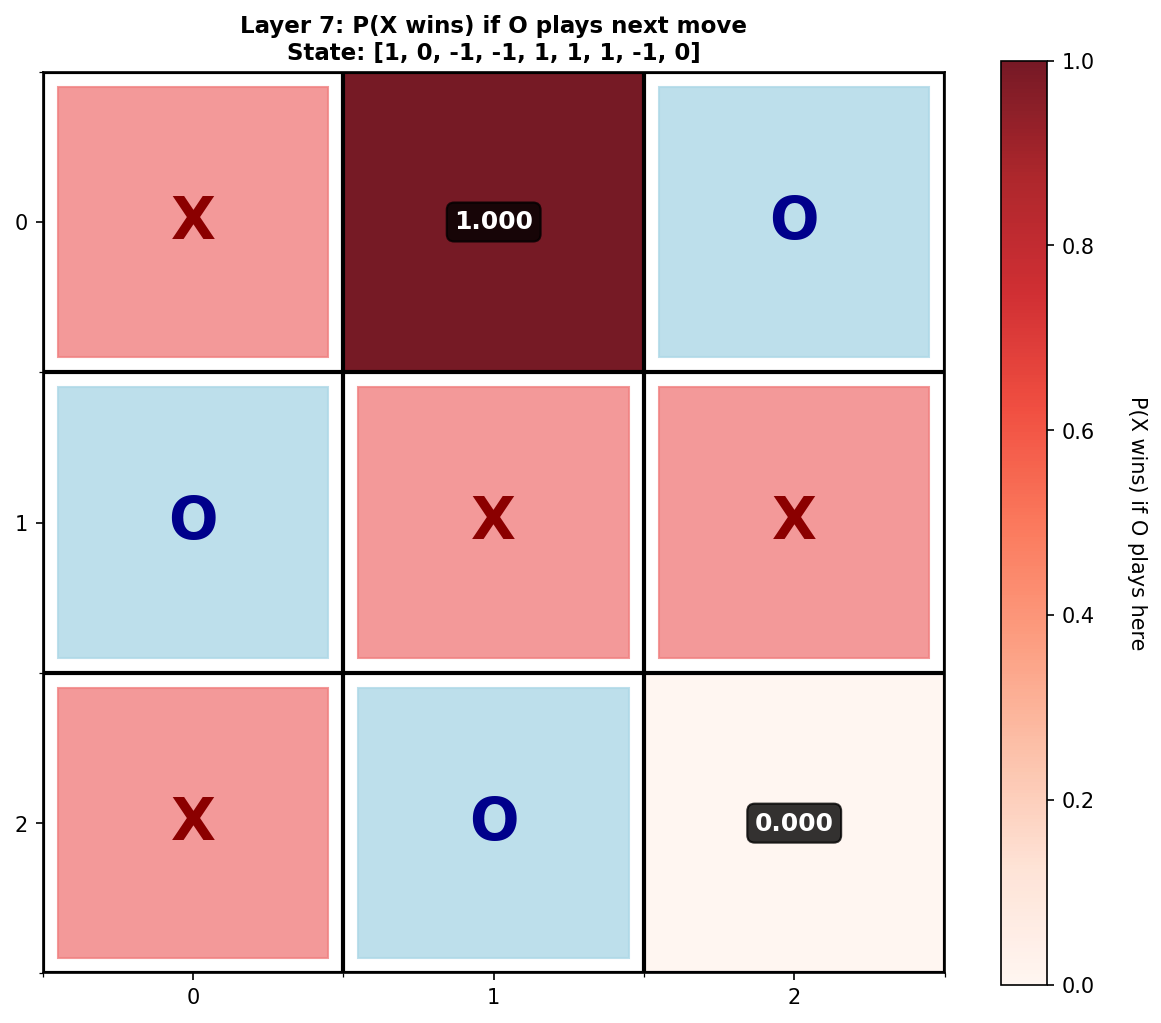 Layer 7: P(X wins) if O plays next move
State: [1, 0, -1, -1, 1, 1, 1, -1, 0]
0
X
1.000
O
1
O
X
X
2
X
O
0.000
0
1
2
1.0
0.8
0.6
0.4
0.2
0.0
P(X wins) if O plays here